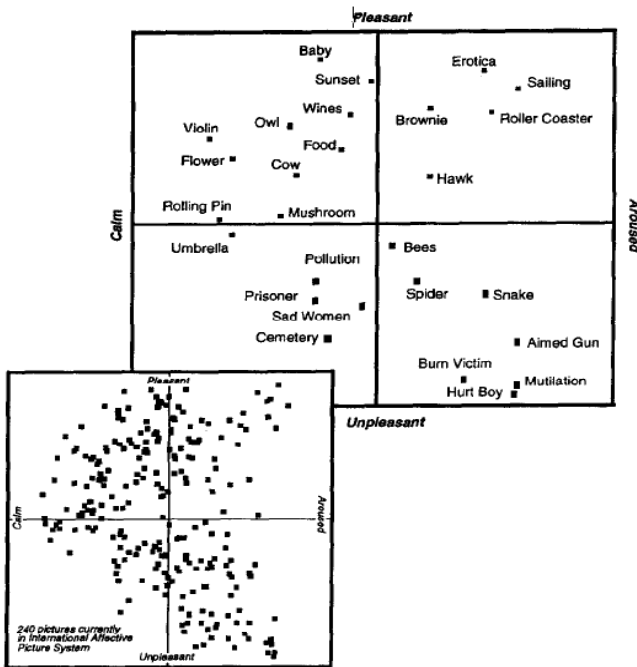 Pleasant
Baby
Erotica
Sunset
Sailing
Wines
Brownie
Roller Coaster
Owl
Violin
Food
Flower
Cow
Hawk
Rolling Pin
Mushroom
Calm
Aroused
Umbrella
Bees
Pollution
Spider
Snake
Prisoner
Sad Women
Cemetery
Aimed Gun
Burn Victim
Mutilation
Hurt Boy
Unpleasant
Pleasant
Calm
Aroused
240 pictures currently
in International Affective
Picture System
Unpleasant